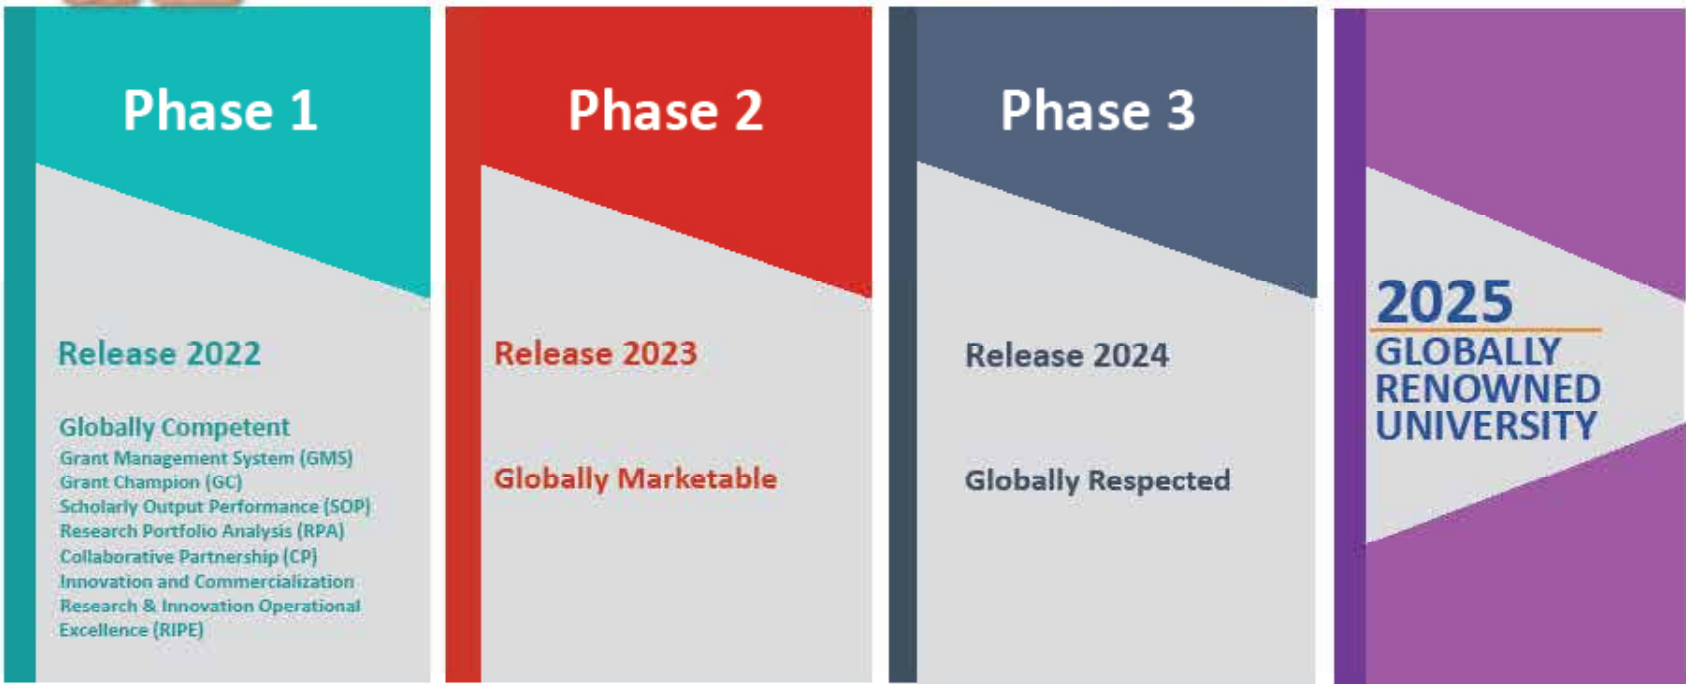 Phase 1
Release 2022
Globally Competent
Grant Management System (GMS)
Grant Champion (GC)
Scholarly Output Performance (SOP)
Research Portfolio Analysis (RPA)
Collaborative Partnership (CP)
Innovation and Commercialization
Research & Innovation Operational
Excellence (RIPE)
Phase 2
Release 2023
Globally Marketable
Phase 3
Release 2024
Globally Respected
2025
GLOBALLY
RENOWNED
UNIVERSITY